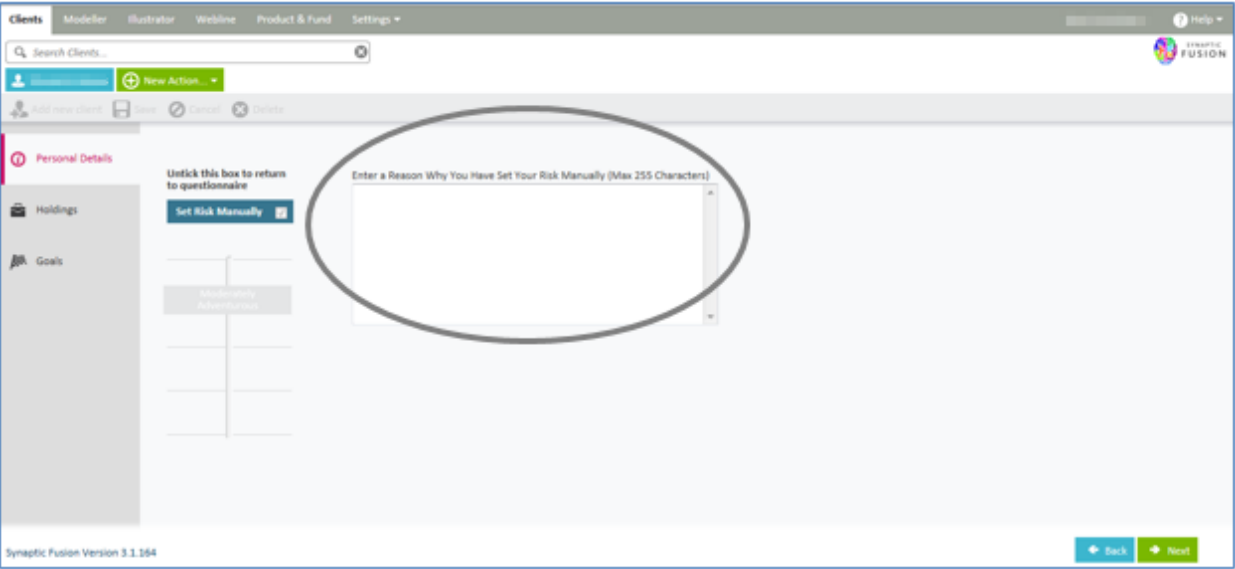 Clients Modeller Illustrator Webline Product & Fund Settings
? Help
Search Clients...
SYNAPTIC
FUSION
New Action...
Add new client Save Cancel Delete
Personal Details
Holdings
Goals
Untick this box to return
to questionnaire
Set Risk Manually
Moderately
Adventurous
Enter a Reason Why You Have Set Your Risk Manually (Max 255 Characters)
Synaptic Fusion Version 3.1.164
Back Next